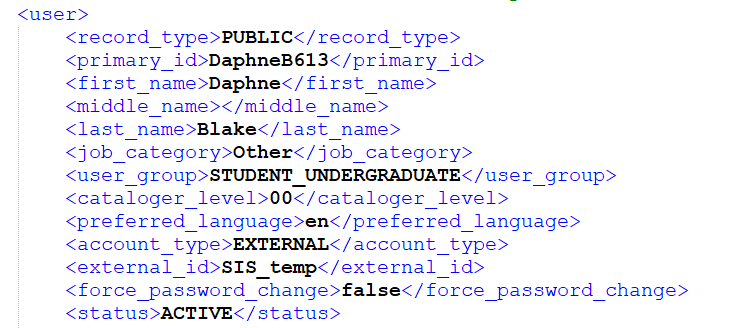 <user>
<record_type>PUBLIC</record_type>
<primary_id>DaphneB613</primary_id>
<first_name>Daphne</first_name>
<middle_name></middle_name>
<last_name>Blake</last_name>
<job_category>Other</job_category>
<user_group>STUDENT_UNDERGRADUATE</user_group>
<cataloger_level>00</cataloger_level>
<preferred_language>en</preferred_language>
<account_type>EXTERNAL</account_type>
<external_id>SIS_temp</external_id>
<force_password_change>false</force_password_change>
<status>ACTIVE</status>